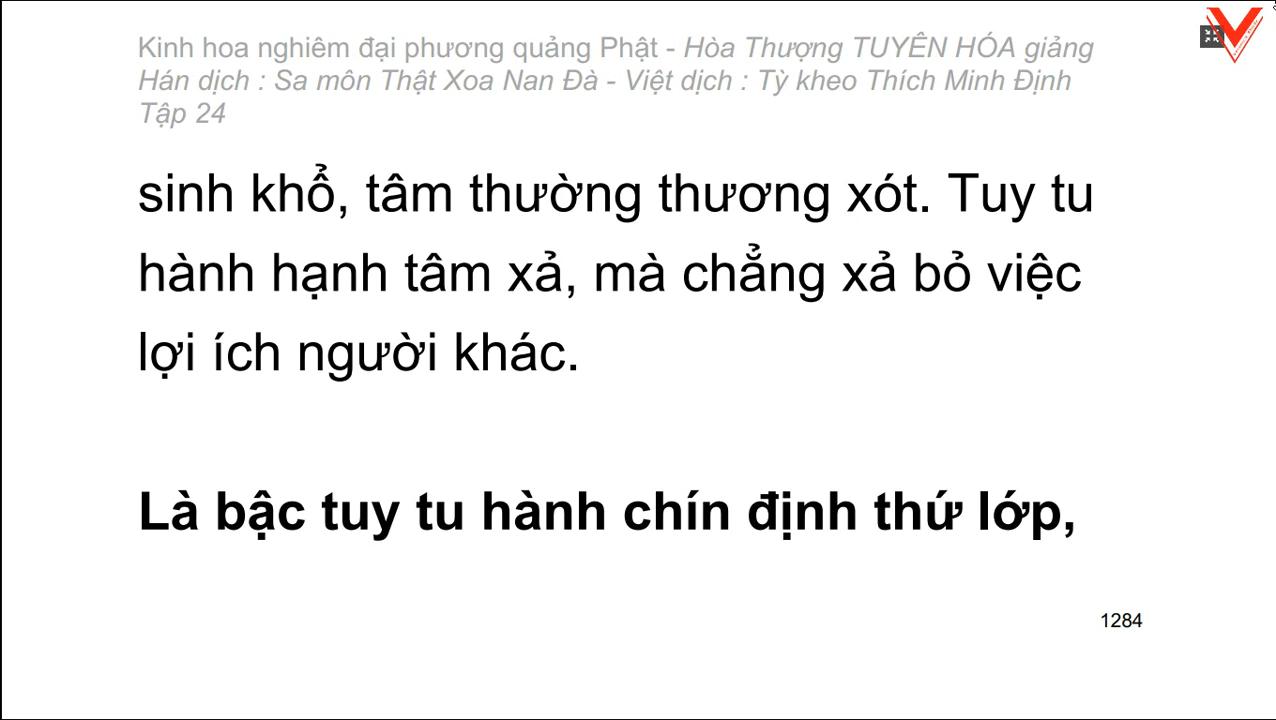 Kinh hoa nghiêm đại phương quảng Phật - Hòa Thượng TUYÊN HÓA giảng
Hán dịch : Sa môn Thật Xoa Nan Đà - Việt dịch : Tỳ kheo Thích Minh Định
Tập 24
sinh khổ, tâm thường thương xót. Tuy tu
hành hạnh tâm xả, mà chẳng xả bỏ việc
lợi ích người khác.
Là bậc tuy tu hành chín định thứ lớp,
1284